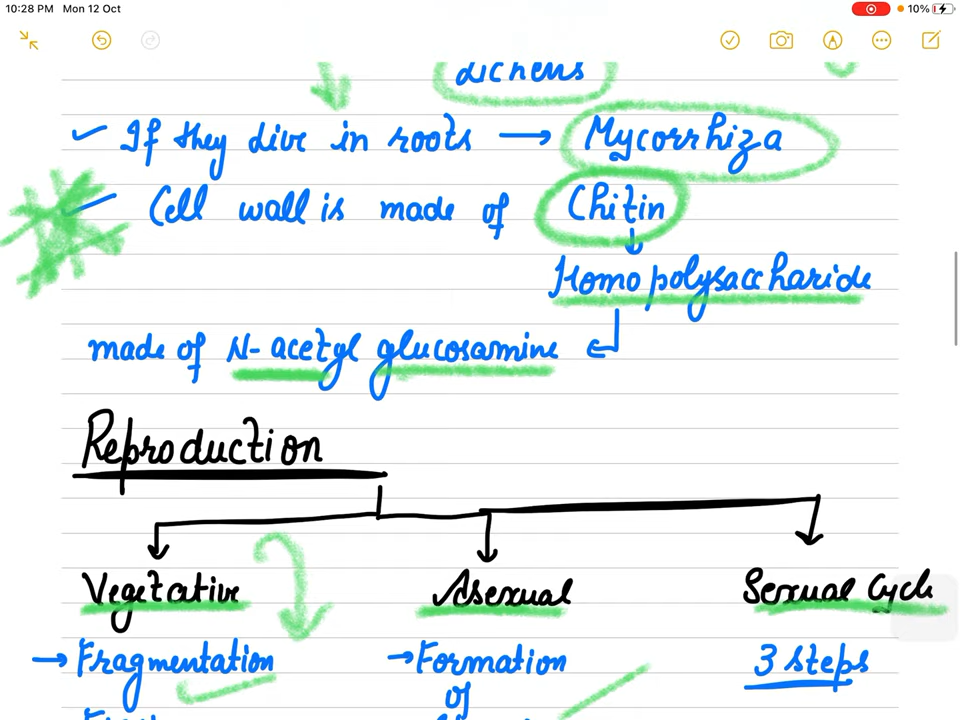 10:28 PM Mon 12 Oct 10%
lichens
If they live in roots → Mycorrhiza
Cell wall is made of Chitin
Homopolysaccharide
made of N-acetyl glucosamine
Reproduction
Vegetative Asexual Sexual Cycle
→ Fragmentation → Formation 3 steps
of